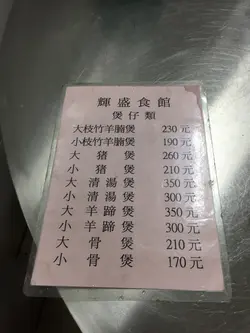 輝盛食館
煲仔類
大枝竹羊腩煲 230元
小枝竹羊腩煲 190元
大豬煲 260元
小豬煲 210元
大清湯煲 350元
小清湯煲 300元
大羊蹄煲 350元
小羊蹄煲 300元
大骨煲 210元
小骨煲 170元